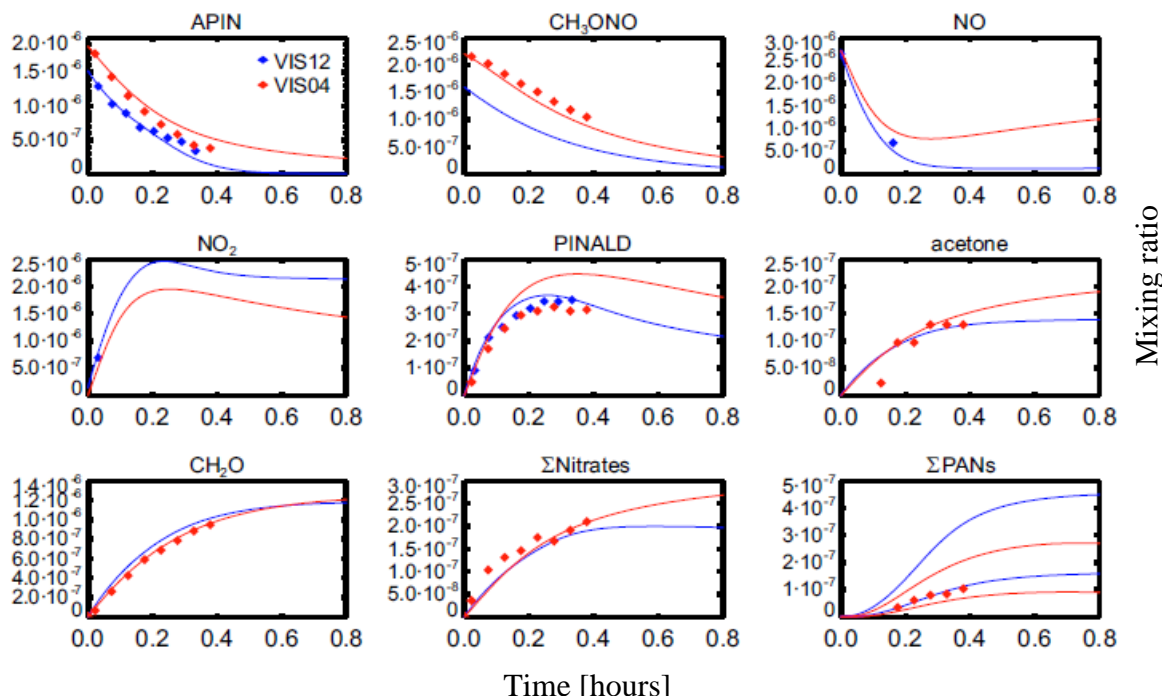 APIN
2.0·10⁻⁶
1.5·10⁻⁶
1.0·10⁻⁶
5.0·10⁻⁷
0
VIS12
VIS04
0.0 0.2 0.4 0.6 0.8
CH₃ONO
2.5·10⁻⁶
2.0·10⁻⁶
1.5·10⁻⁶
1.0·10⁻⁶
5.0·10⁻⁷
0
0.0 0.2 0.4 0.6 0.8
NO
3.0·10⁻⁶
2.5·10⁻⁶
2.0·10⁻⁶
1.5·10⁻⁶
1.0·10⁻⁶
5.0·10⁻⁷
0
0.0 0.2 0.4 0.6 0.8
NO₂
2.5·10⁻⁶
2.0·10⁻⁶
1.5·10⁻⁶
1.0·10⁻⁶
5.0·10⁻⁷
0
0.0 0.2 0.4 0.6 0.8
PINALD
5·10⁻⁷
4·10⁻⁷
3·10⁻⁷
2·10⁻⁷
1·10⁻⁷
0
0.0 0.2 0.4 0.6 0.8
acetone
2.0·10⁻⁷
1.5·10⁻⁷
1.0·10⁻⁷
5.0·10⁻⁸
0
0.0 0.2 0.4 0.6 0.8
Mixing ratio
CH₂O
1.4·10⁻⁶
1.2·10⁻⁶
1.0·10⁻⁶
8.0·10⁻⁷
6.0·10⁻⁷
4.0·10⁻⁷
2.0·10⁻⁷
0
0.0 0.2 0.4 0.6 0.8
ΣNitrates
3.0·10⁻⁷
2.5·10⁻⁷
2.0·10⁻⁷
1.5·10⁻⁷
1.0·10⁻⁷
5.0·10⁻⁸
0
0.0 0.2 0.4 0.6 0.8
ΣPANs
5·10⁻⁷
4·10⁻⁷
3·10⁻⁷
2·10⁻⁷
1·10⁻⁷
0
0.0 0.2 0.4 0.6 0.8
Time [hours]